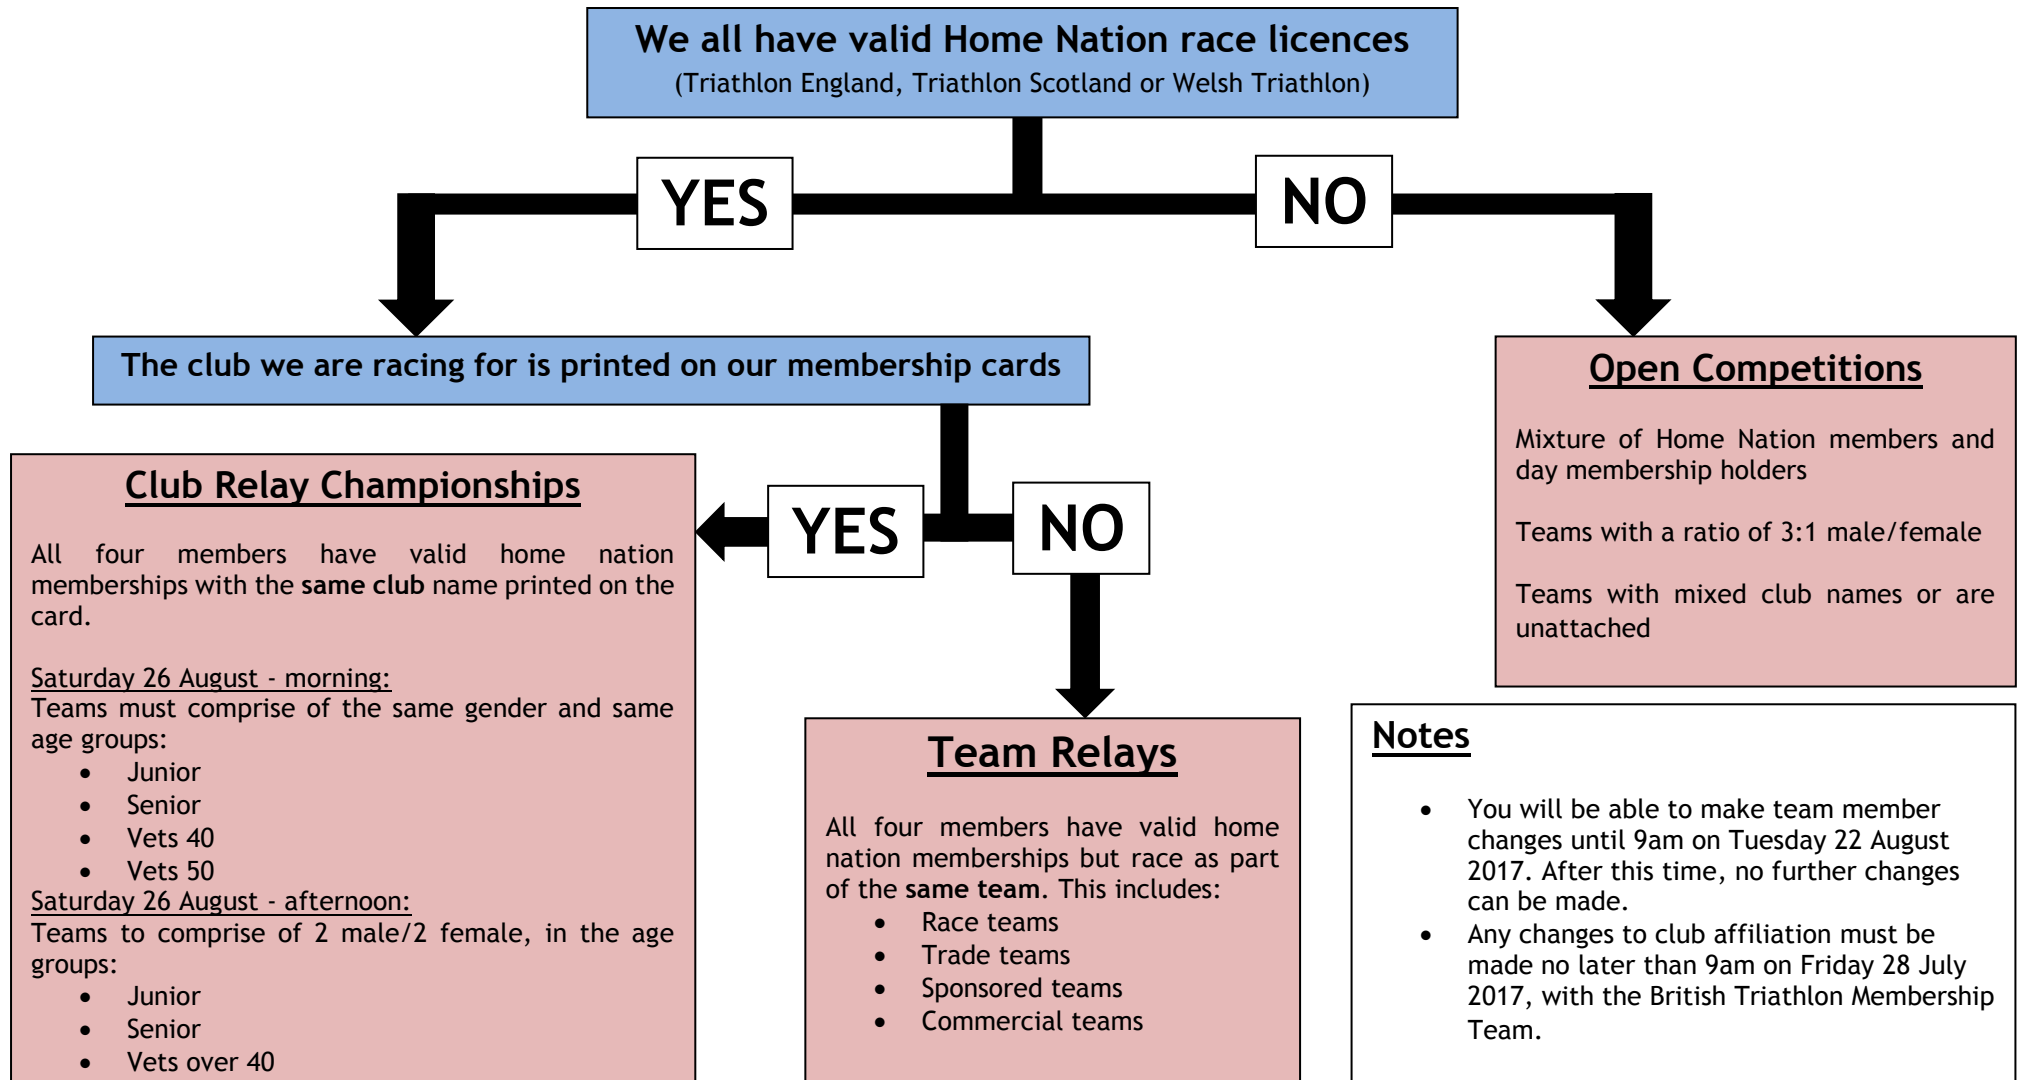 We all have valid Home Nation race licences
(Triathlon England, Triathlon Scotland or Welsh Triathlon)
YES
NO
The club we are racing for is printed on our membership cards
Open Competitions
Mixture of Home Nation members and
day membership holders
Teams with a ratio of 3:1 male/female
Teams with mixed club names or are
unattached
YES
NO
Club Relay Championships
All four members have valid home nation
memberships with the same club name printed on the
card.
Saturday 26 August - morning:
Teams must comprise of the same gender and same
age groups:
• Junior
• Senior
• Vets 40
• Vets 50
Saturday 26 August - afternoon:
Teams to comprise of 2 male/2 female, in the age
groups:
• Junior
• Senior
• Vets over 40
Team Relays
All four members have valid home
nation memberships but race as part
of the same team. This includes:
• Race teams
• Trade teams
• Sponsored teams
• Commercial teams
Notes
• You will be able to make team member
changes until 9am on Tuesday 22 August
2017. After this time, no further changes
can be made.
• Any changes to club affiliation must be
made no later than 9am on Friday 28 July
2017, with the British Triathlon Membership
Team.